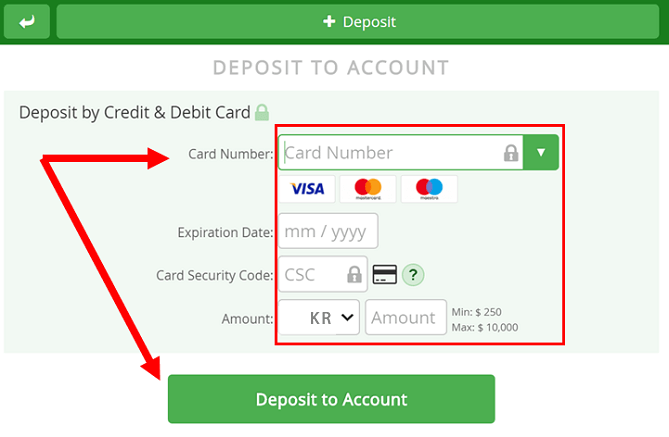 Deposit
DEPOSIT TO ACCOUNT
Deposit by Credit & Debit Card
Card Number: Card Number
VISA mastercard maestro
Expiration Date: mm / yyyy
Card Security Code: CSC ?
Amount: KR Amount Min: $ 250
Max: $ 10,000
Deposit to Account